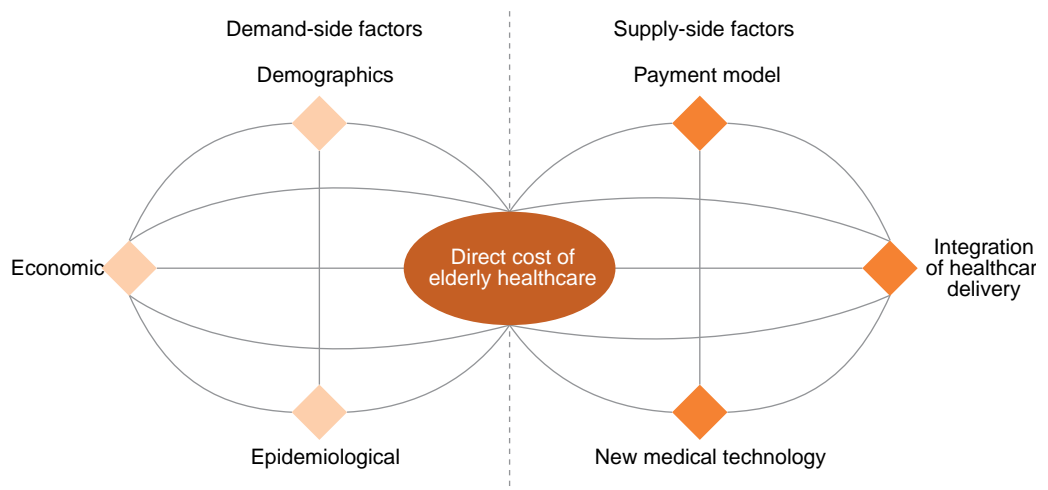 Demand-side factors
Supply-side factors
Demographics
Payment model
Economic
Direct cost of
elderly healthcare
Integration
of healthcar
delivery
Epidemiological
New medical technology